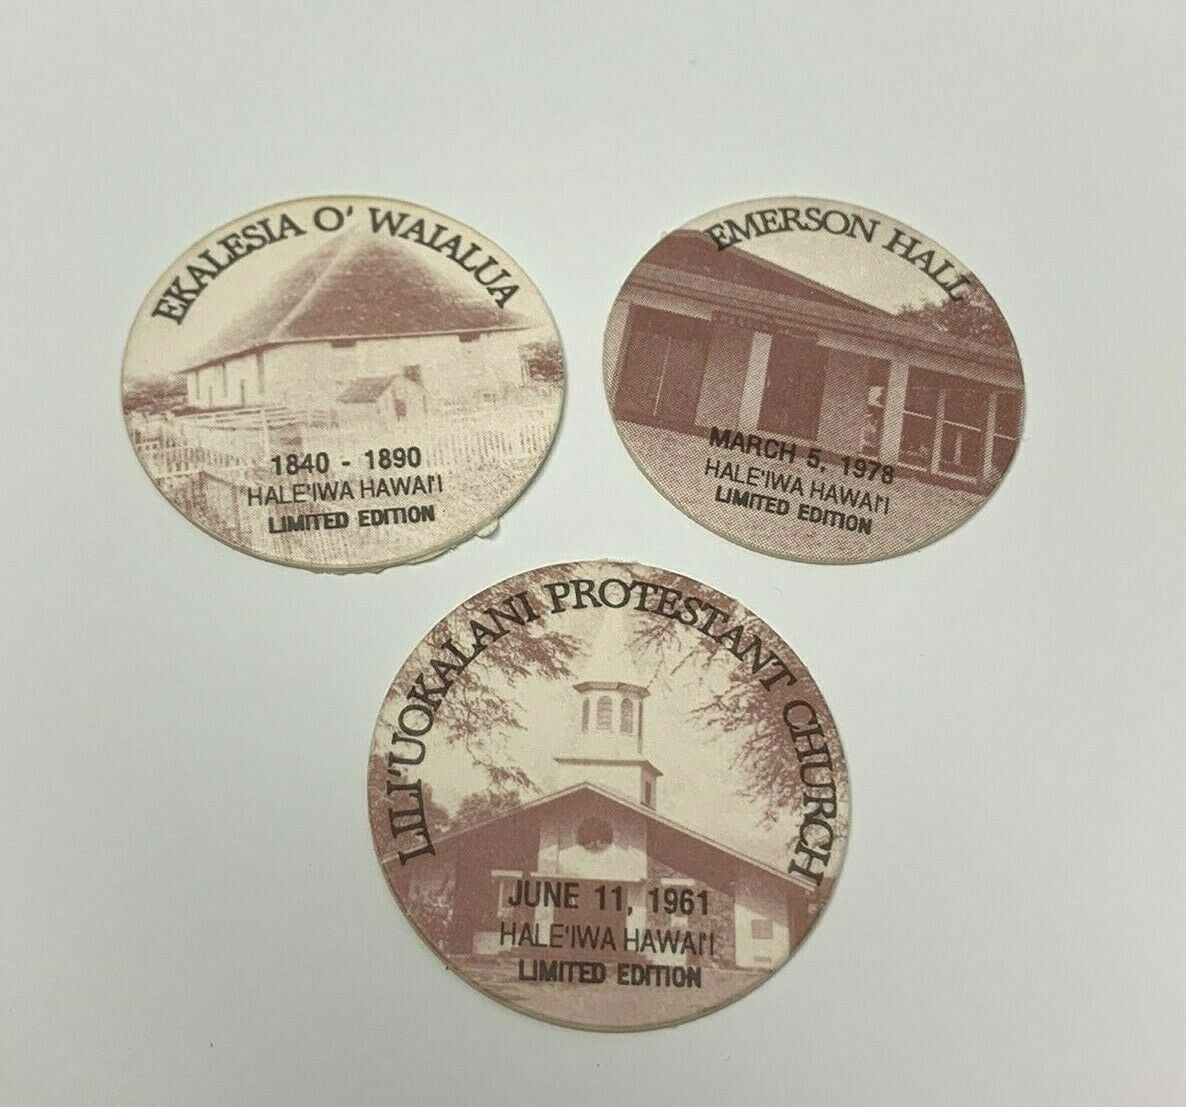 EKALESIA O' WAIALUA
1840 - 1890
HALE'IWA HAWAI'I
LIMITED EDITION
EMERSON HALL
MARCH 5, 1978
HALE'IWA HAWAI'I
LIMITED EDITION
LILI'UOKALANI PROTESTANT CHURCH
JUNE 11, 1961
HALE'IWA HAWAI'I
LIMITED EDITION